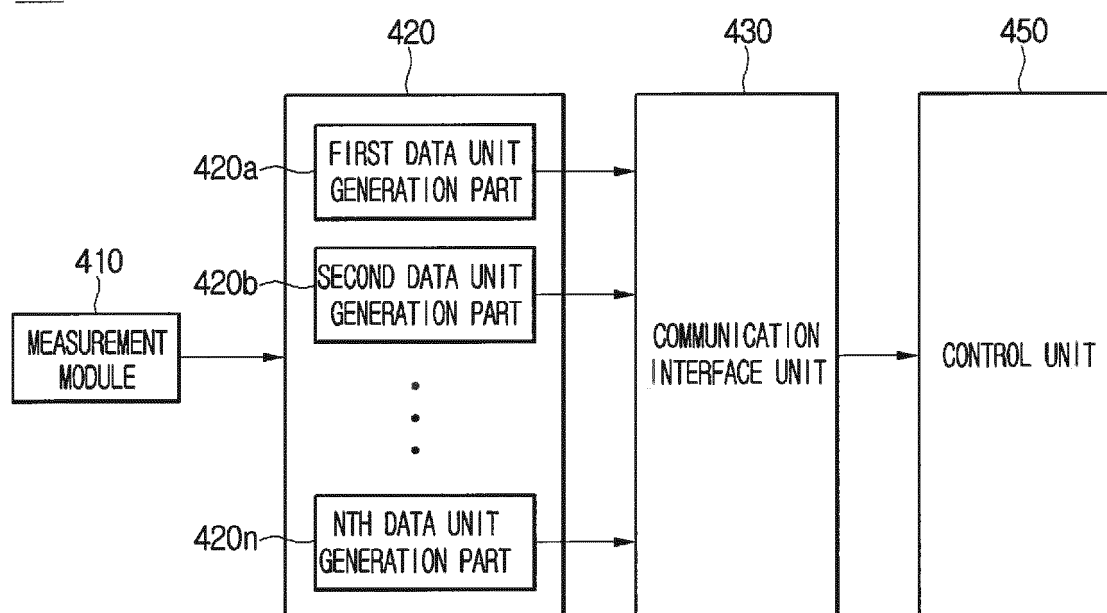 420
430
450
420a
FIRST DATA UNIT
GENERATION PART
410
420b
SECOND DATA UNIT
GENERATION PART
MEASUREMENT
MODULE
COMMUNICATION
INTERFACE UNIT
CONTROL UNIT
420n
NTH DATA UNIT
GENERATION PART